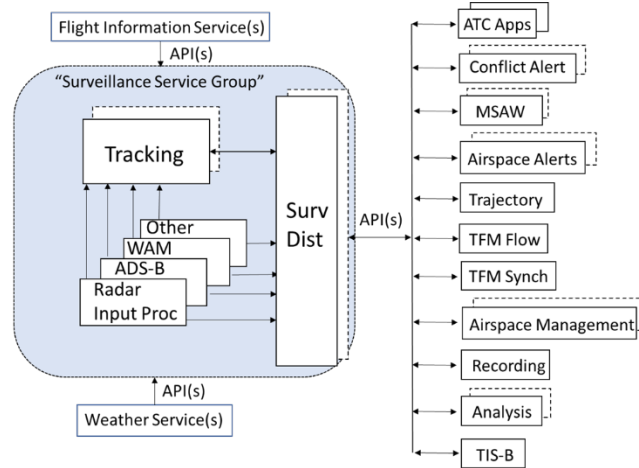 Flight Information Service(s)
API(s)
“Surveillance Service Group”
Tracking
Other
WAM
ADS-B
Radar
Input Proc
Surv
Dist
API(s)
Weather Service(s)
API(s)
ATC Apps
Conflict Alert
MSAW
Airspace Alerts
Trajectory
TFM Flow
TFM Synch
Airspace Management
Recording
Analysis
TIS-B